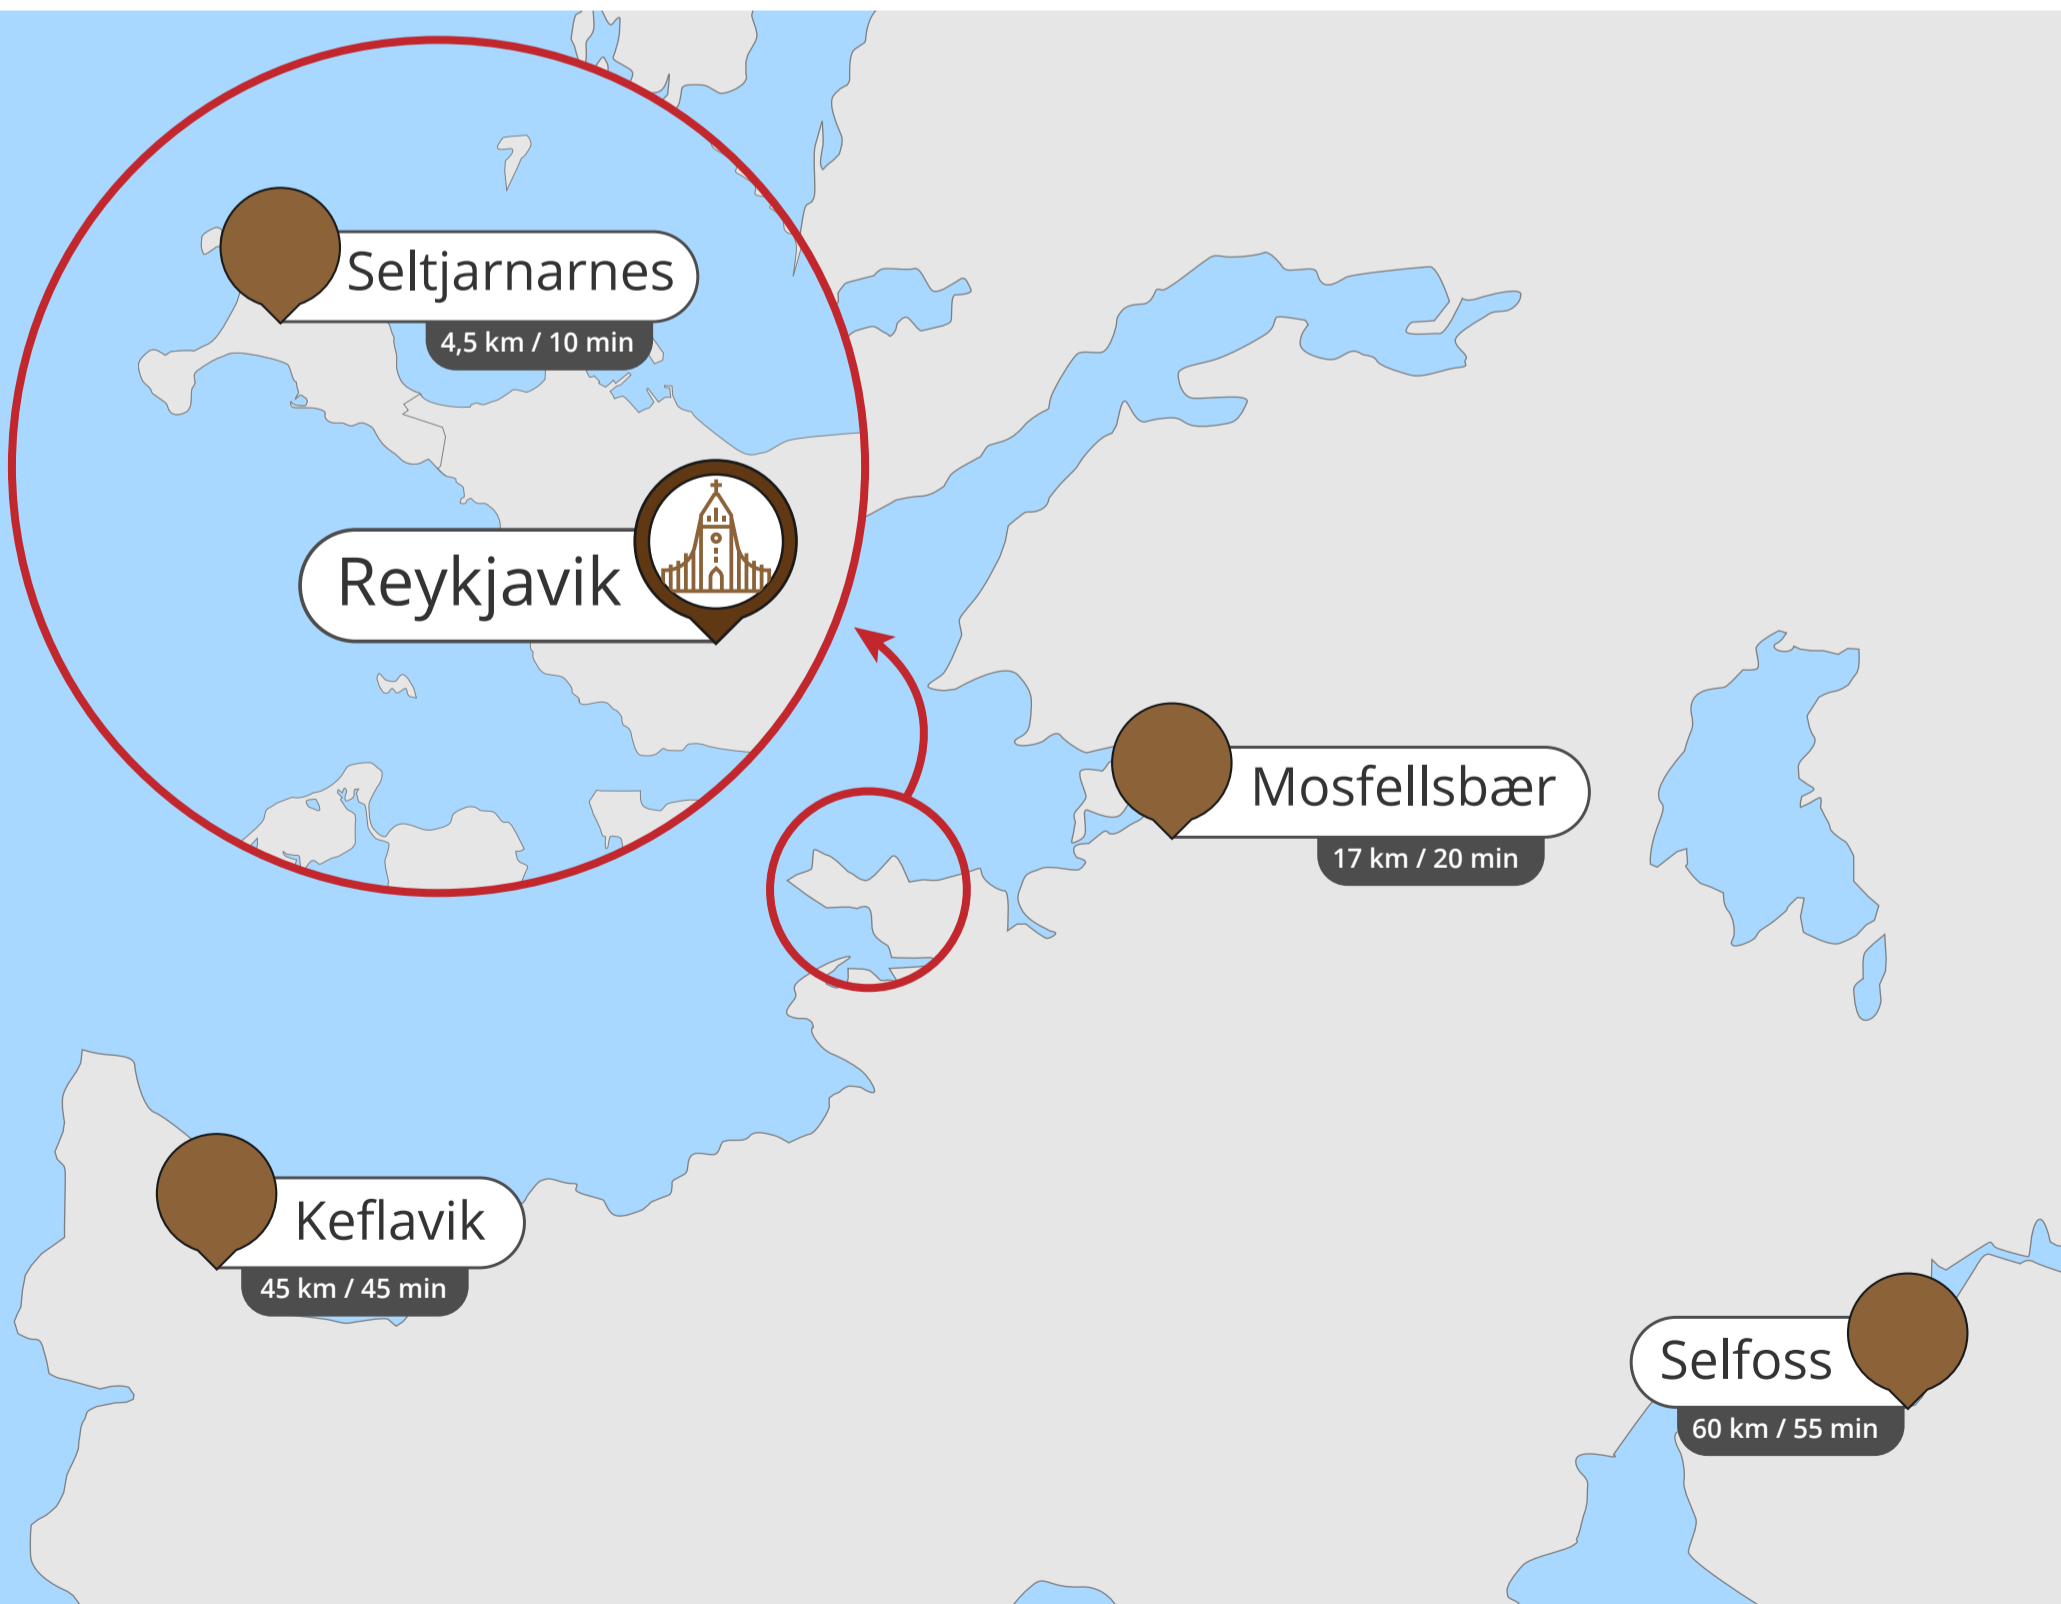 Seltjarnarnes
4,5 km / 10 min
Reykjavik
Mosfellsbær
17 km / 20 min
Keflavik
45 km / 45 min
Selfoss
60 km / 55 min